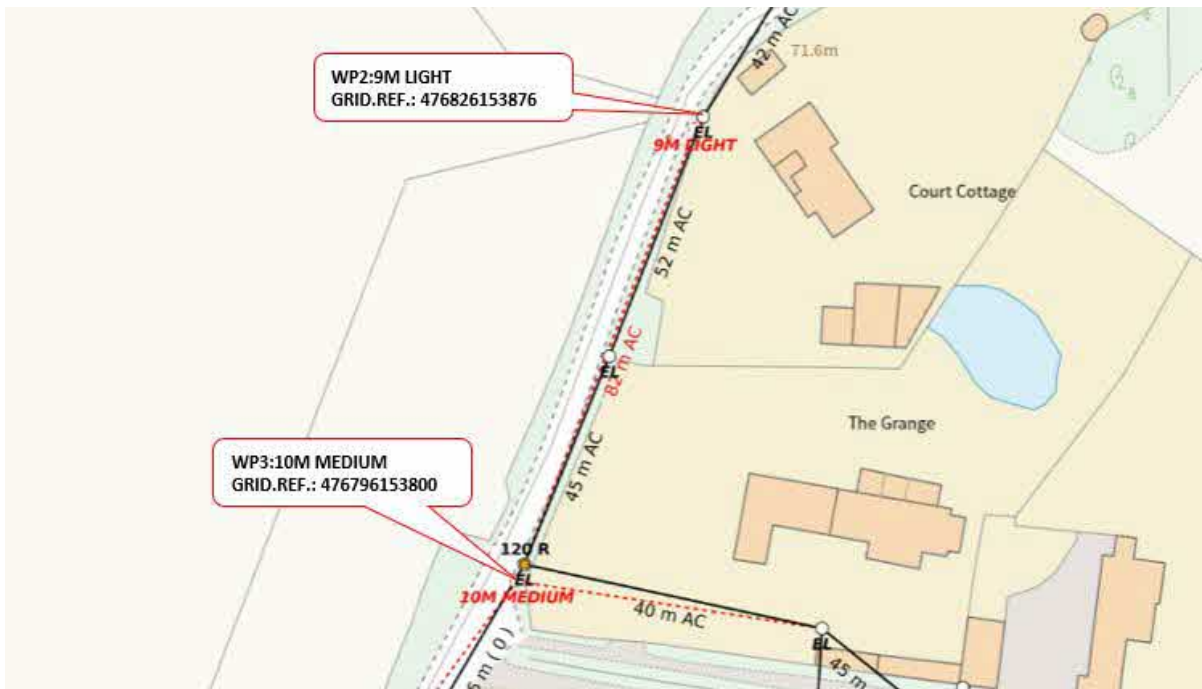 42 m AC
71.6m
WP2:9M LIGHT
GRID.REF.: 476826153876
EL
9M LIGHT
Court Cottage
52 m AC
EL
82 m AC
The Grange
45 m AC
WP3:10M MEDIUM
GRID.REF.: 476796153800
120 R
EL
10M MEDIUM
40 m AC
EL
45 m
5 m ( 0 )